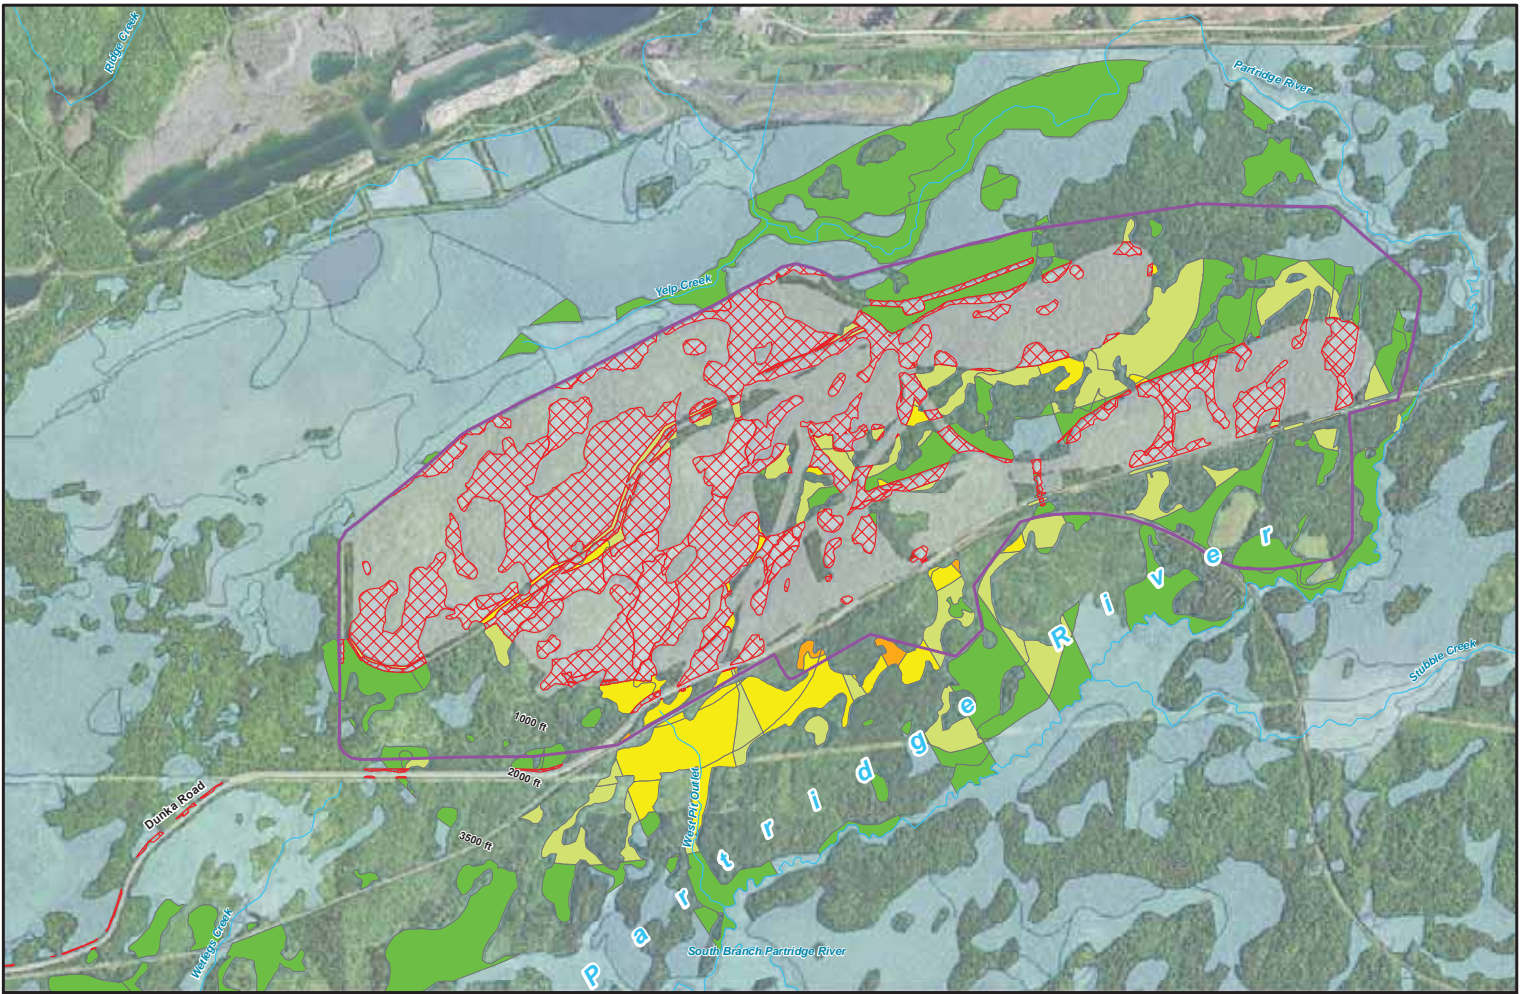 Ridge Creek
Partridge River
Yelp Creek
Stubble Creek
1000 ft
2000 ft
Dunka Road
3500 ft
West Pit Outlet
Wetlegs Creek
South Branch Partridge River
Partridge River